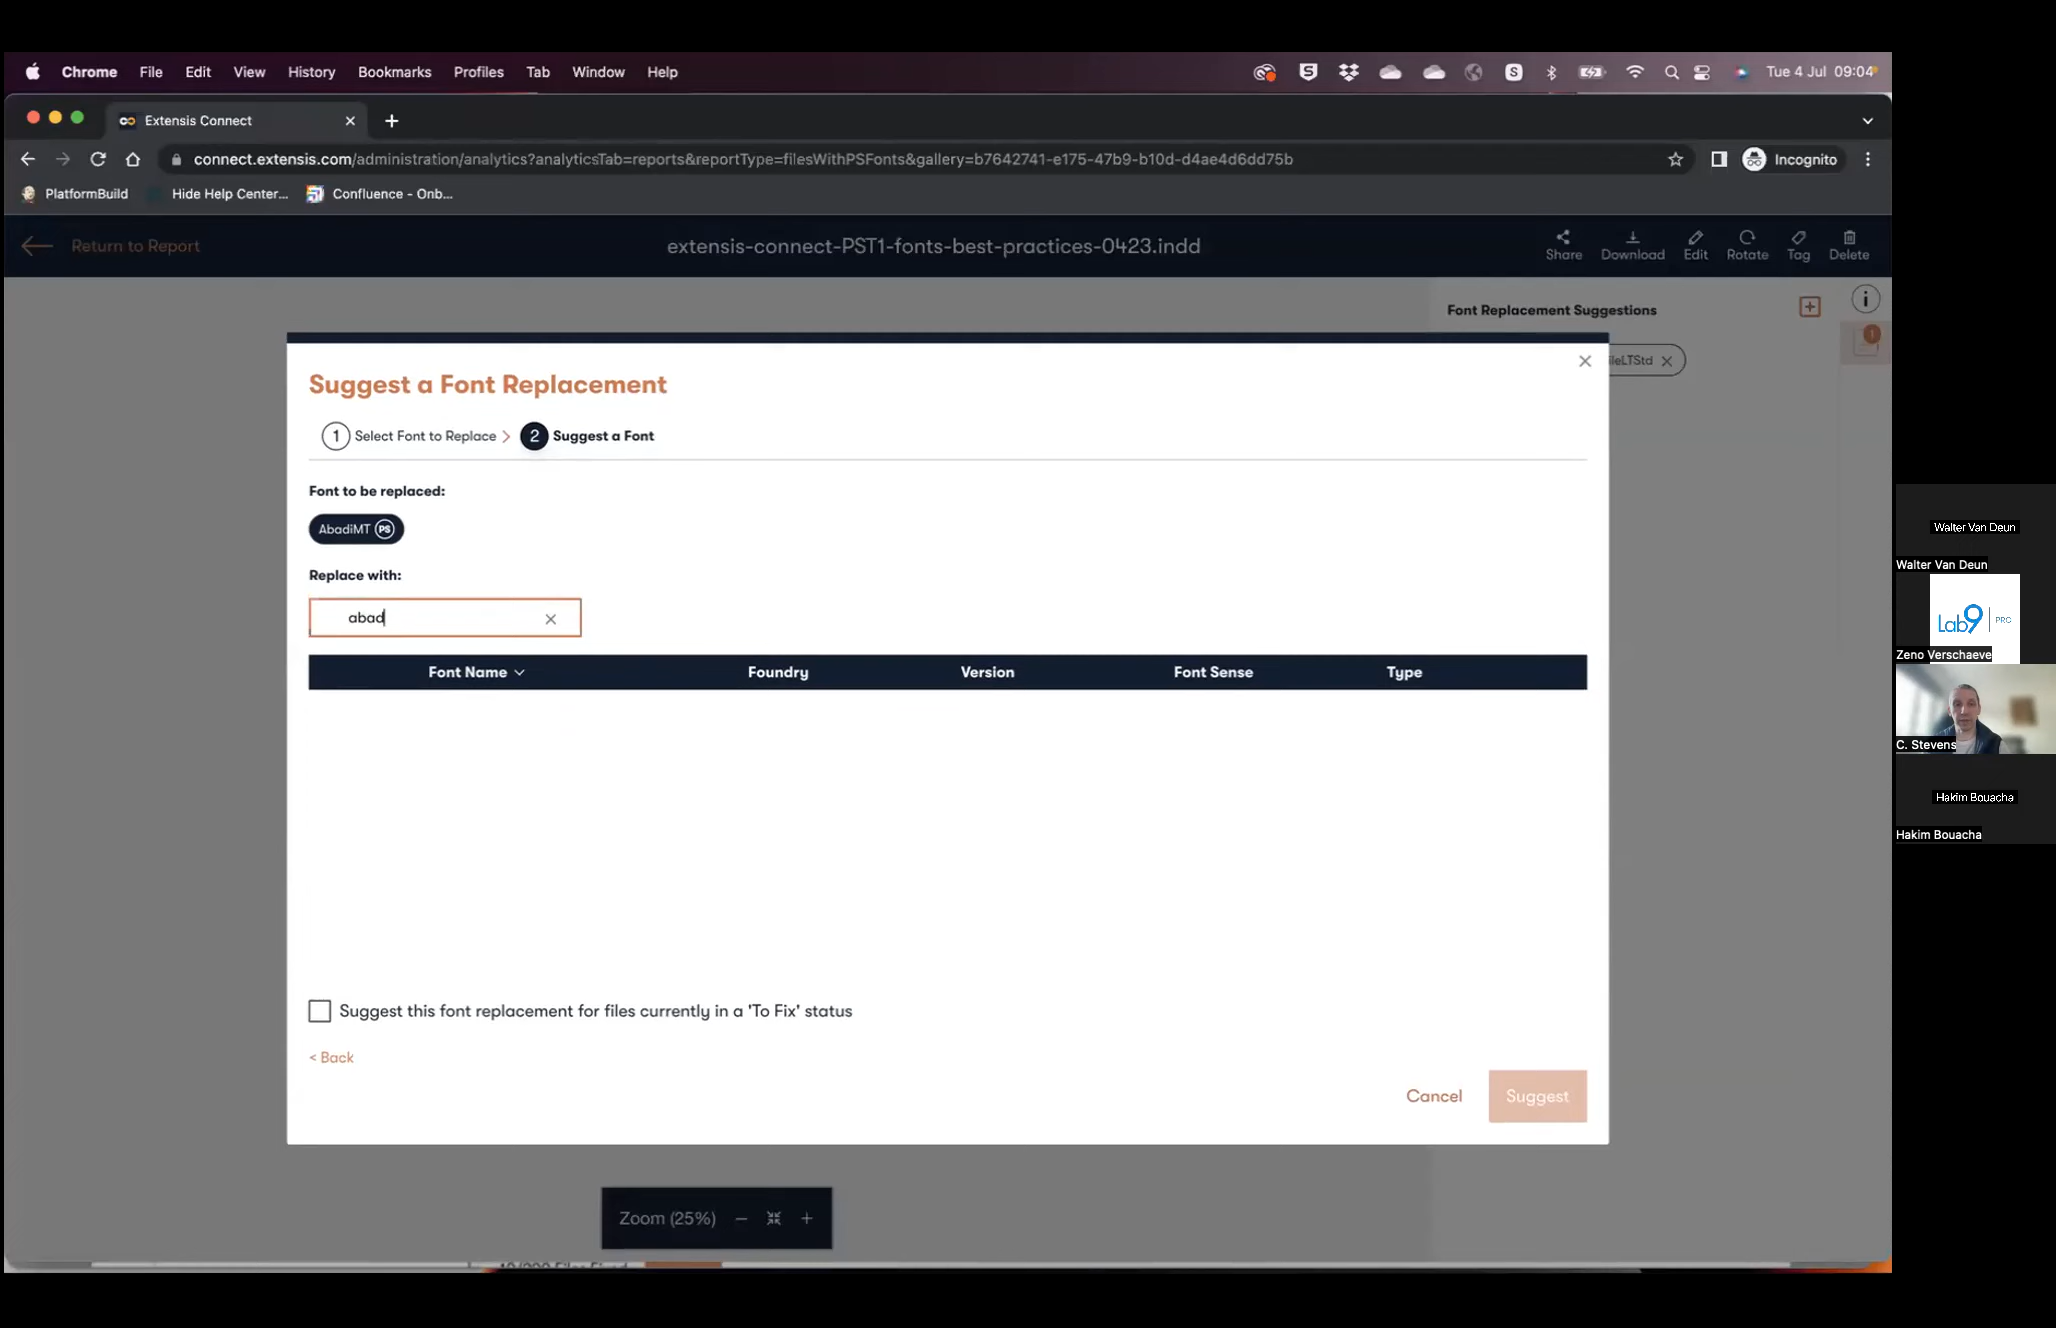 Chrome File Edit View History Bookmarks Profiles Tab Window Help
Tue 4 Jul 09:04
Extensis Connect
connect.extensis.com/administration/analytics?analyticsTab=reports&reportType=filesWithPSFonts&gallery=b7642741-e175-47b9-b10d-d4ae4d6dd75b
Incognito
PlatformBuild Hide Help Center... Confluence - Onb...
Return to Report
extensis-connect-PST1-fonts-best-practices-0423.indd
Share Download Edit Rotate Tag Delete
Font Replacement Suggestions
1
ileLTStd
Suggest a Font Replacement
1 Select Font to Replace > 2 Suggest a Font
Font to be replaced:
AbadiMT PS
Replace with:
abad
Font Name Foundry Version Font Sense Type
Suggest this font replacement for files currently in a 'To Fix' status
< Back
Cancel Suggest
Zoom (25%) − +
Walter Van Deun
Walter Van Deun
Lab9 | PRO
Zeno Verschaeve
C. Stevens
Hakim Bouacha
Hakim Bouacha